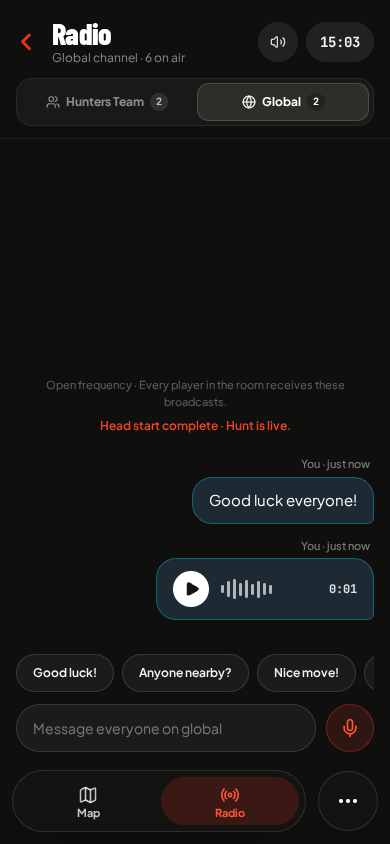 Radio
Global channel · 6 on air
15:03
Hunters Team 2
Global 2
Open frequency · Every player in the room receives these
broadcasts.
Head start complete · Hunt is live.
You · just now
Good luck everyone!
You · just now
0:01
Good luck!
Anyone nearby?
Nice move!
Message everyone on global
Map
Radio